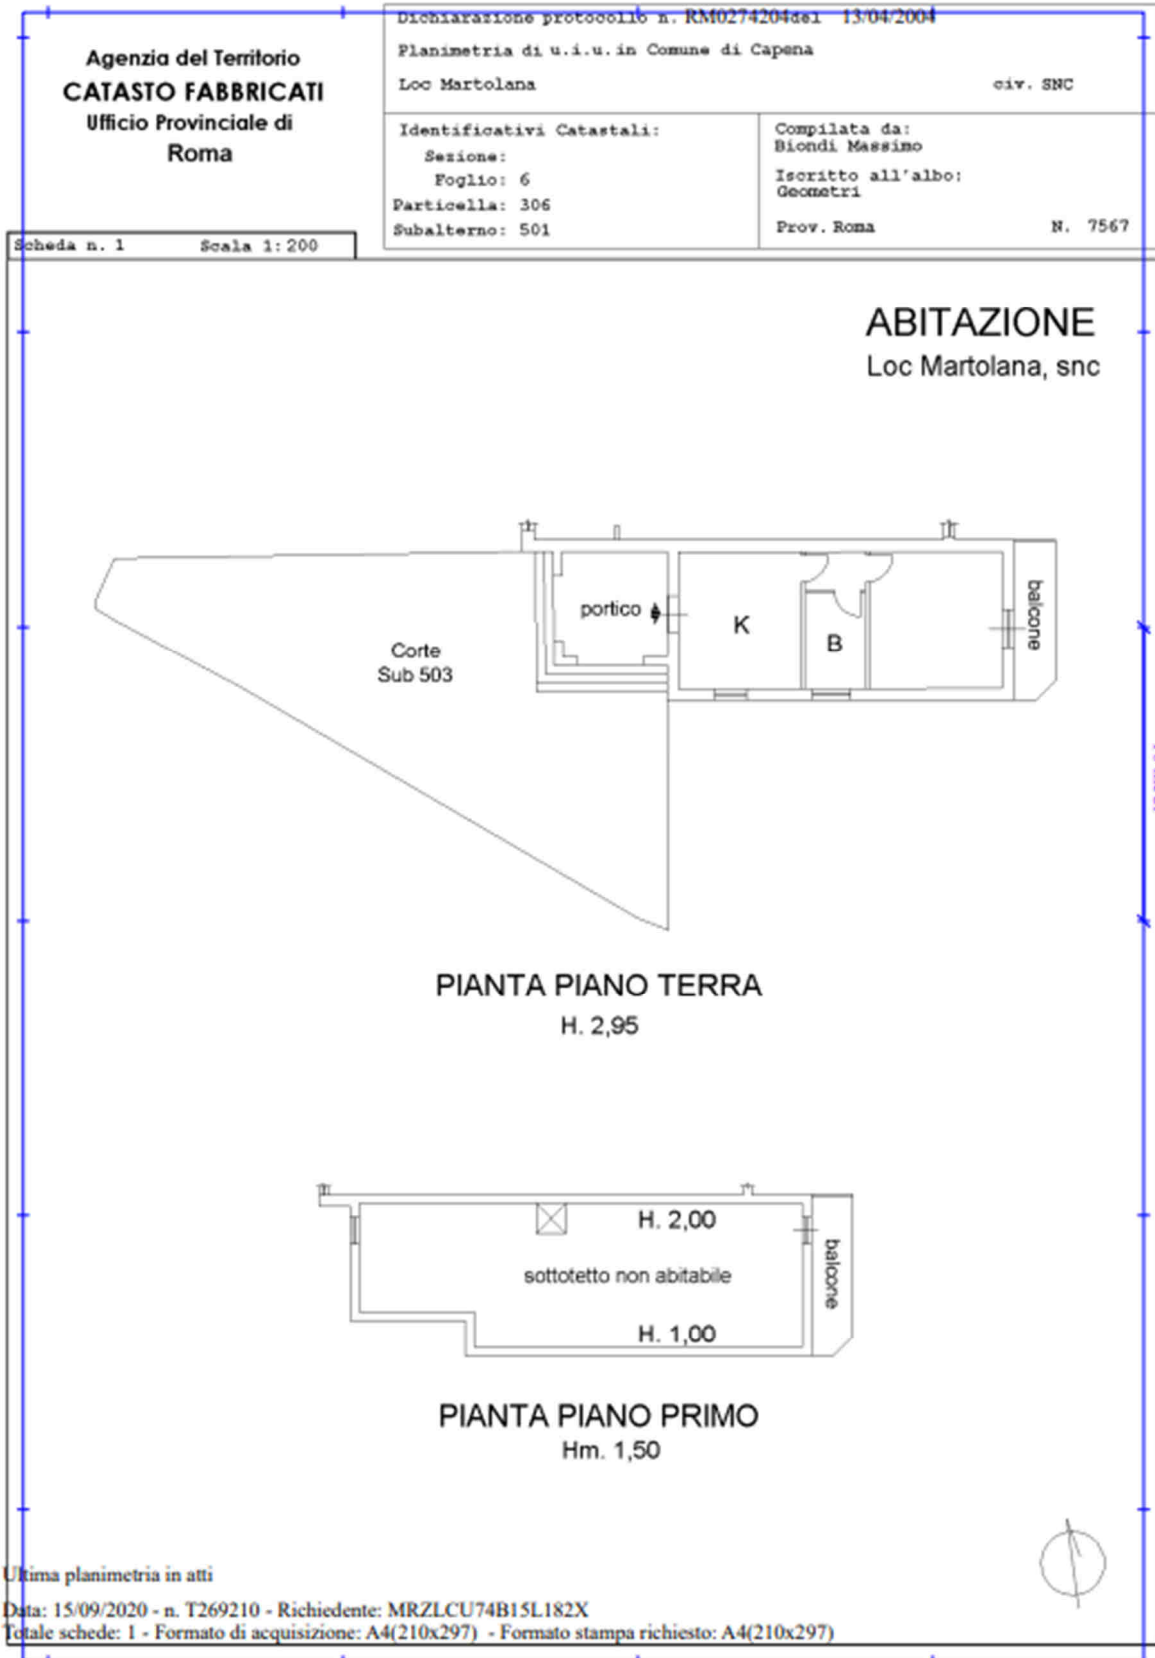 Agenzia del Territorio
CATASTO FABBRICATI
Ufficio Provinciale di
Roma
Dichiarazione protocollo n. RM0274204del 13/04/2004
Planimetria di u.i.u. in Comune di Capena
Loc Martolana civ. SNC
Identificativi Catastali:
Sezione:
Foglio: 6
Particella: 306
Subalterno: 501
Compilata da:
Biondi Massimo
Iscritto all'albo:
Geometri
Prov. Roma N. 7567
Scheda n. 1 Scala 1:200
ABITAZIONE
Loc Martolana, snc
portico
K
B
balcone
Corte
Sub 503
PIANTA PIANO TERRA
H. 2,95
H. 2,00
sottotetto non abitabile
H. 1,00
balcone
PIANTA PIANO PRIMO
Hm. 1,50
Ultima planimetria in atti
Data: 15/09/2020 - n. T269210 - Richiedente: MRZLCU74B15L182X
Totale schede: 1 - Formato di acquisizione: A4(210x297) - Formato stampa richiesto: A4(210x297)